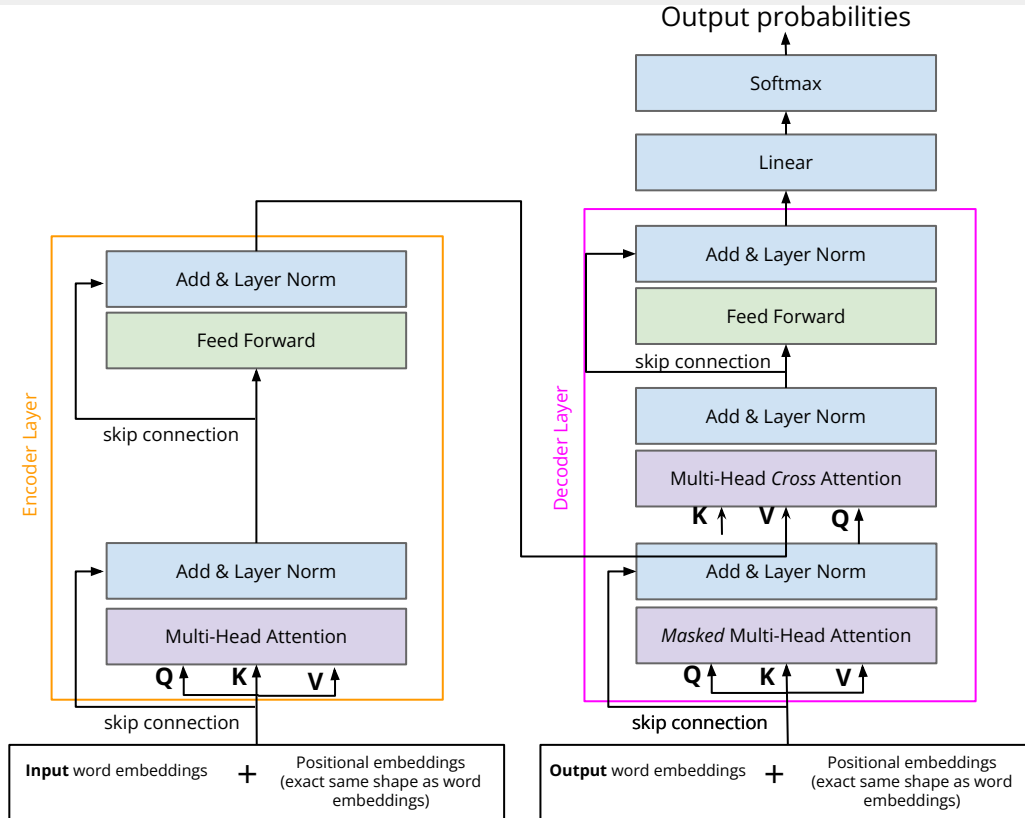 Output probabilities
Softmax
Linear
Add & Layer Norm
Feed Forward
skip connection
Add & Layer Norm
Multi-Head Cross Attention
K V Q
Add & Layer Norm
Masked Multi-Head Attention
Q K V
skip connection
Decoder Layer
Output word embeddings
+
Positional embeddings
(exact same shape as word
embeddings)
Add & Layer Norm
Feed Forward
skip connection
Encoder Layer
Add & Layer Norm
Multi-Head Attention
Q K V
skip connection
Input word embeddings
+
Positional embeddings
(exact same shape as word
embeddings)